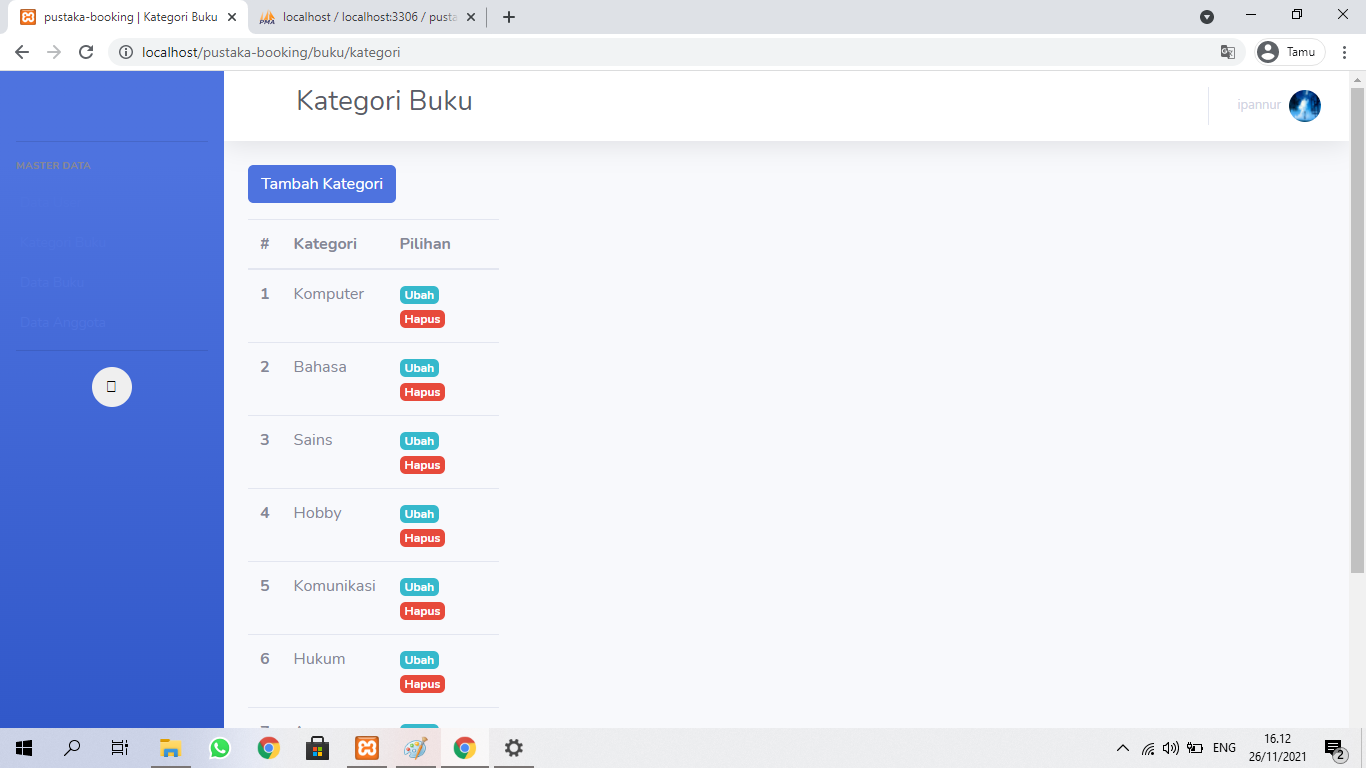 pustaka-booking | Kategori Buku
localhost / localhost:3306 / pusta
localhost/pustaka-booking/buku/kategori
Tamu
Kategori Buku
ipannur
MASTER DATA
Kategori Buku
Data Buku
Data Anggota
Tambah Kategori
# Kategori Pilihan
1 Komputer Ubah
Hapus
2 Bahasa Ubah
Hapus
3 Sains Ubah
Hapus
4 Hobby Ubah
Hapus
5 Komunikasi Ubah
Hapus
6 Hukum Ubah
Hapus
ENG
16.12
26/11/2021
2